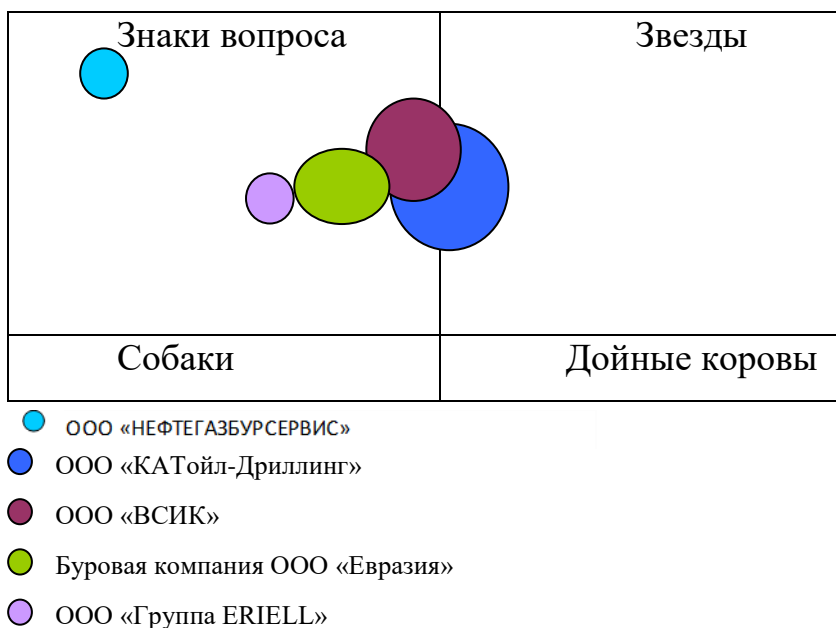 Знаки вопроса
Звезды
Собаки
Дойные коровы
ООО «НЕФТЕГАЗБУРСЕРВИС»
ООО «КАТойл-Дриллинг»
ООО «ВСИК»
Буровая компания ООО «Евразия»
ООО «Группа ERIELL»